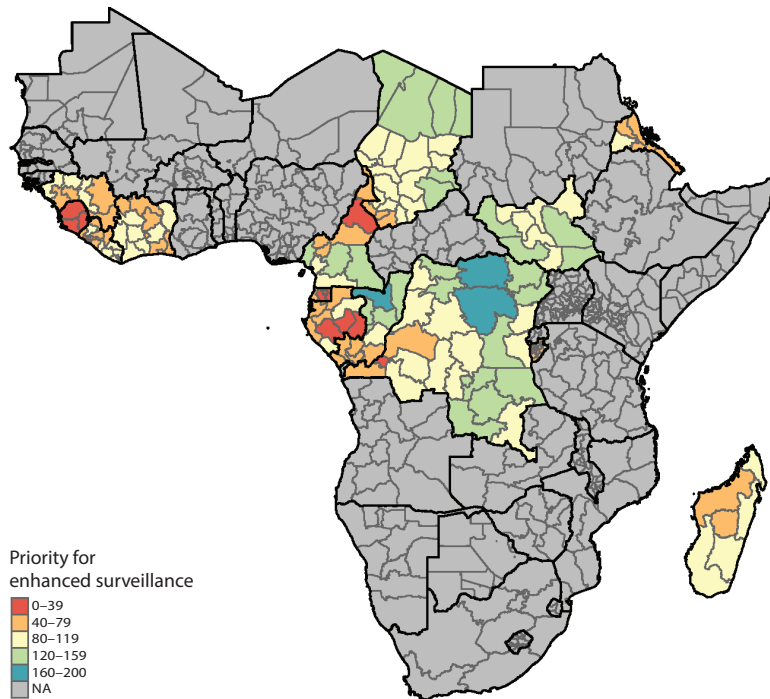 Priority for
enhanced surveillance
0–39
40–79
80–119
120–159
160–200
NA